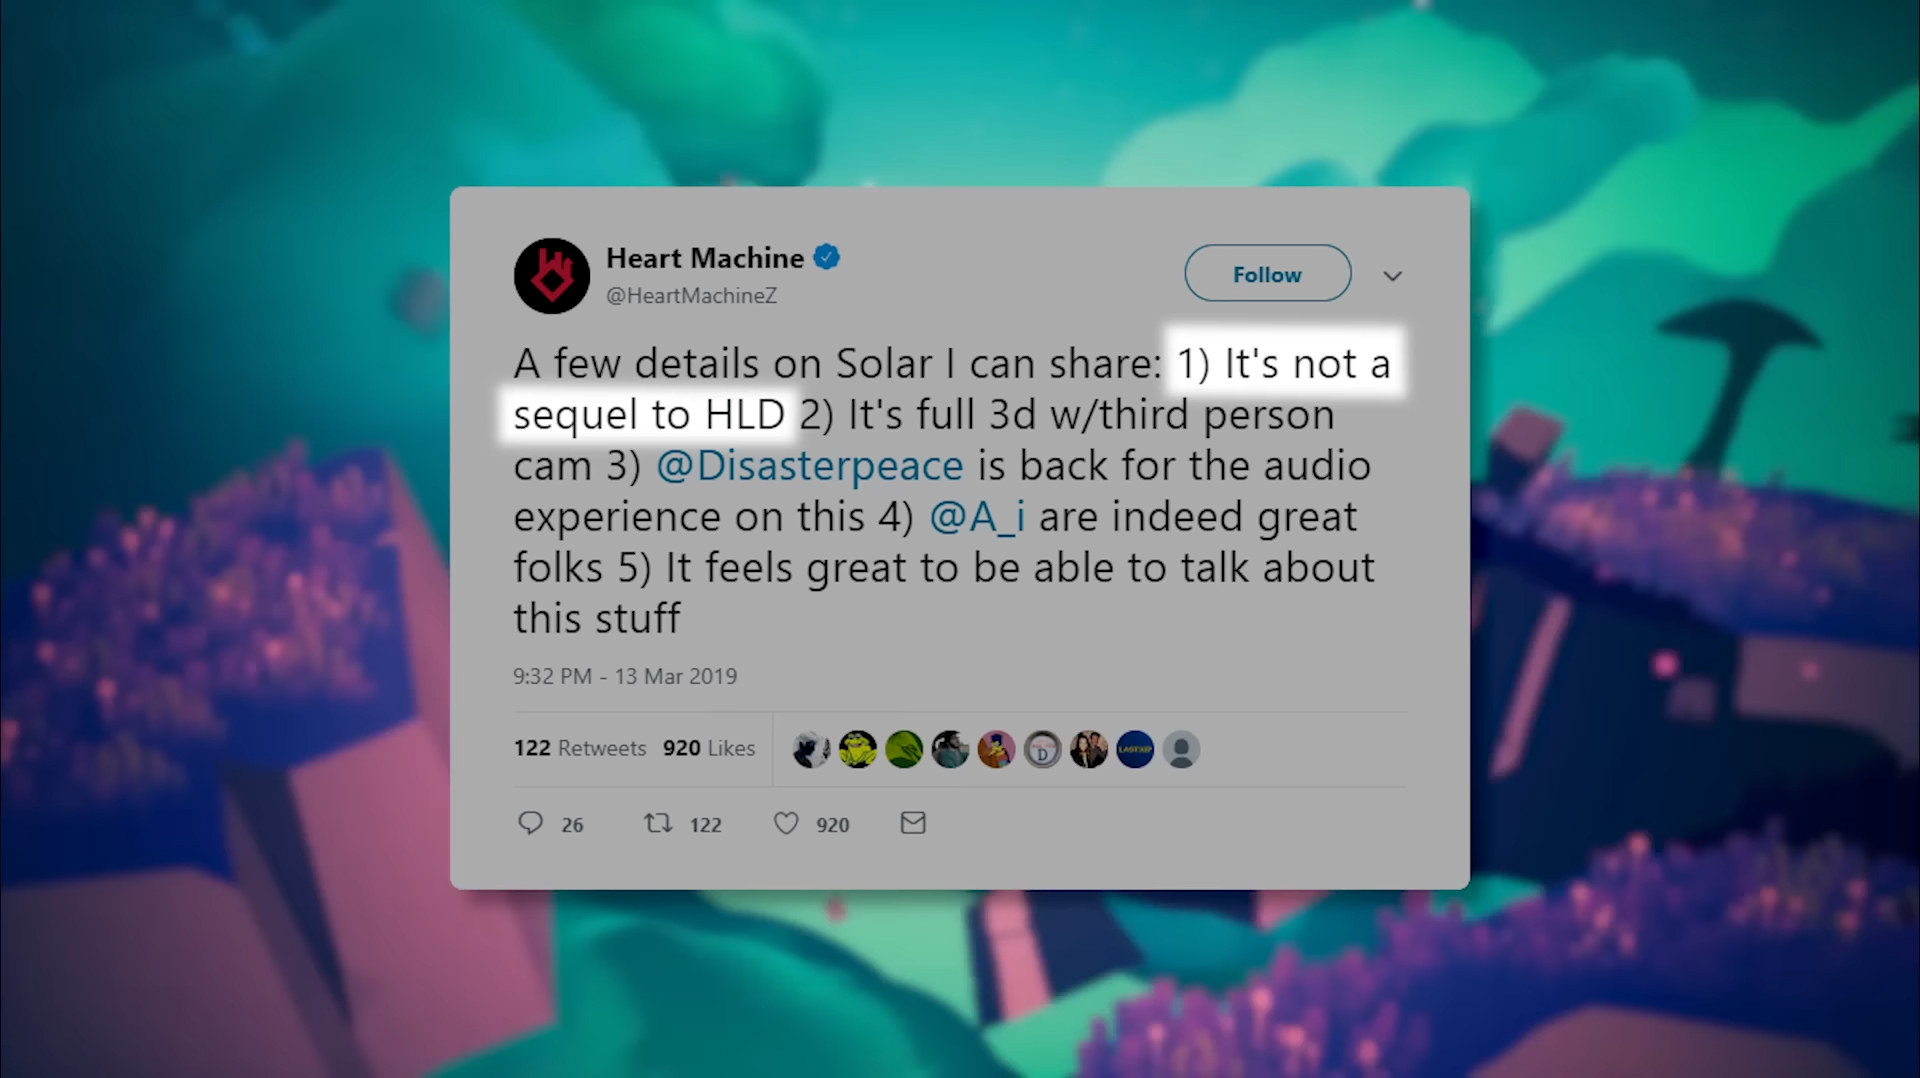 Heart Machine
@HeartMachineZ
Follow
A few details on Solar I can share: 1) It's not a
sequel to HLD 2) It's full 3d w/third person
cam 3) @Disasterpeace is back for the audio
experience on this 4) @A_i are indeed great
folks 5) It feels great to be able to talk about
this stuff
9:32 PM - 13 Mar 2019
122 Retweets 920 Likes
26 122 920